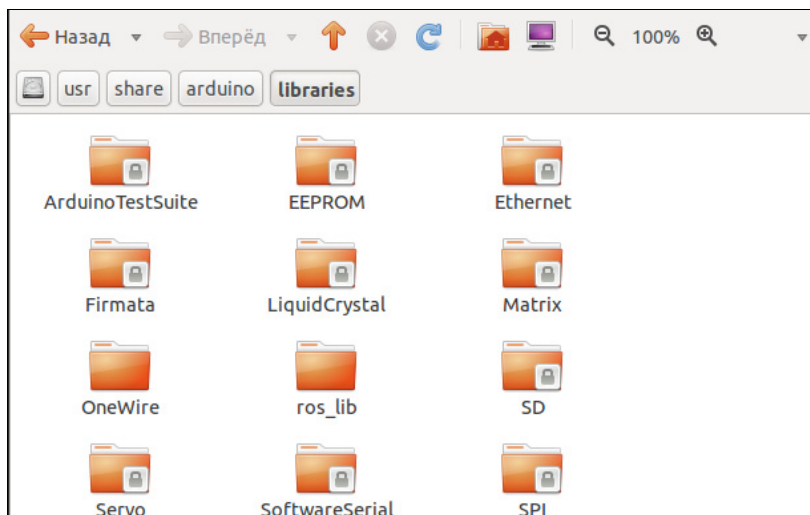 Назад Вперёд 100%
usr share arduino libraries
ArduinoTestSuite EEPROM Ethernet
Firmata LiquidCrystal Matrix
OneWire ros_lib SD
Servo SoftwareSerial SPI